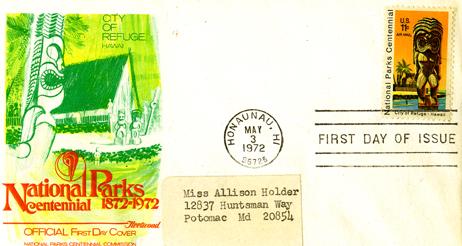 CITY
OF
REFUGE
HAWAII
National Parks
Centennial 1872-1972
Fleetwood
OFFICIAL FIRST DAY COVER
NATIONAL PARKS CENTENNIAL COMMISSION
HONAUNAU, HI
MAY
3
1972
96726
FIRST DAY OF ISSUE
National Parks Centennial
U.S.
11c
AIR MAIL
City of Refuge Hawaii
Miss Allison Holder
12837 Huntsman Way
Potomac Md 20854